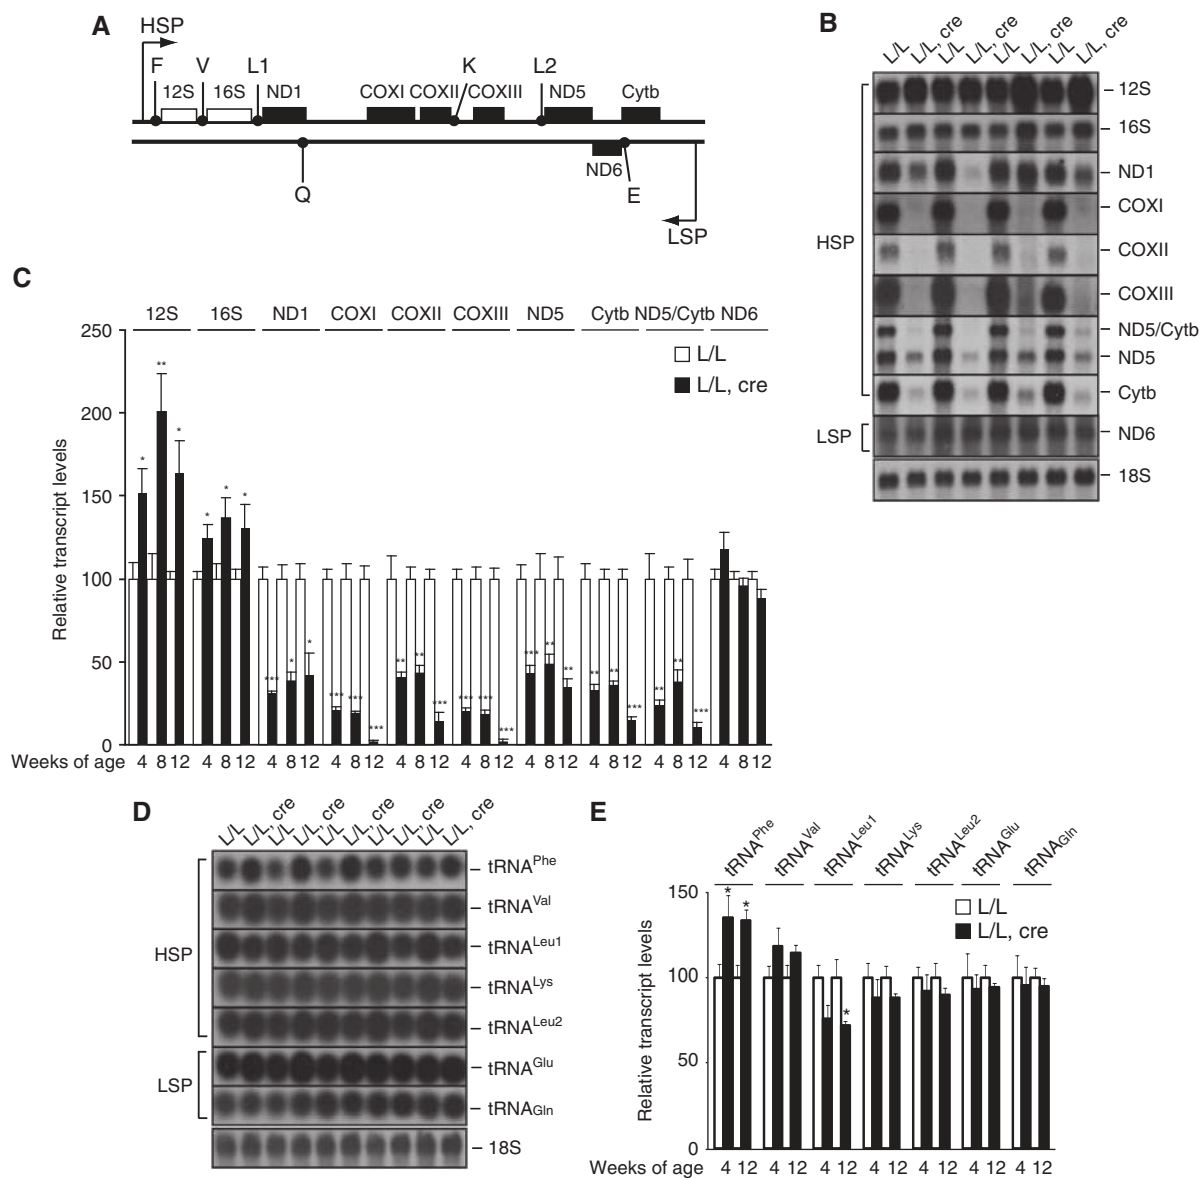 A
HSP
F V L1 K L2
12S 16S ND1 COXI COXII COXIII ND5 Cytb
ND6
Q E
LSP
B
L/L L/L, cre L/L L/L, cre L/L L/L, cre L/L L/L, cre
12S
16S
ND1
COXI
HSP
COXII
COXIII
ND5/Cytb
ND5
Cytb
LSP
ND6
18S
C
12S 16S ND1 COXI COXII COXIII ND5 Cytb ND5/Cytb ND6
250
200
150
100
50
0
Relative transcript levels
L/L
L/L, cre
* ** *
* * *
*** * *
*** *** ***
** ** ***
*** *** ***
*** ** **
** ** ***
** ** ***
Weeks of age 4 8 12 4 8 12 4 8 12 4 8 12 4 8 12 4 8 12 4 8 12 4 8 12 4 8 12 4 8 12
D
L/L L/L, cre L/L L/L, cre L/L L/L, cre L/L L/L, cre L/L L/L, cre
tRNAPhe
tRNAVal
HSP
tRNALeu1
tRNALys
tRNALeu2
LSP
tRNAGlu
tRNAGln
18S
E
tRNAPhe tRNAVal tRNALeu1 tRNALys tRNALeu2 tRNAGlu tRNAGln
150
100
50
0
Relative transcript levels
L/L
L/L, cre
* *
*
Weeks of age 4 12 4 12 4 12 4 12 4 12 4 12 4 12